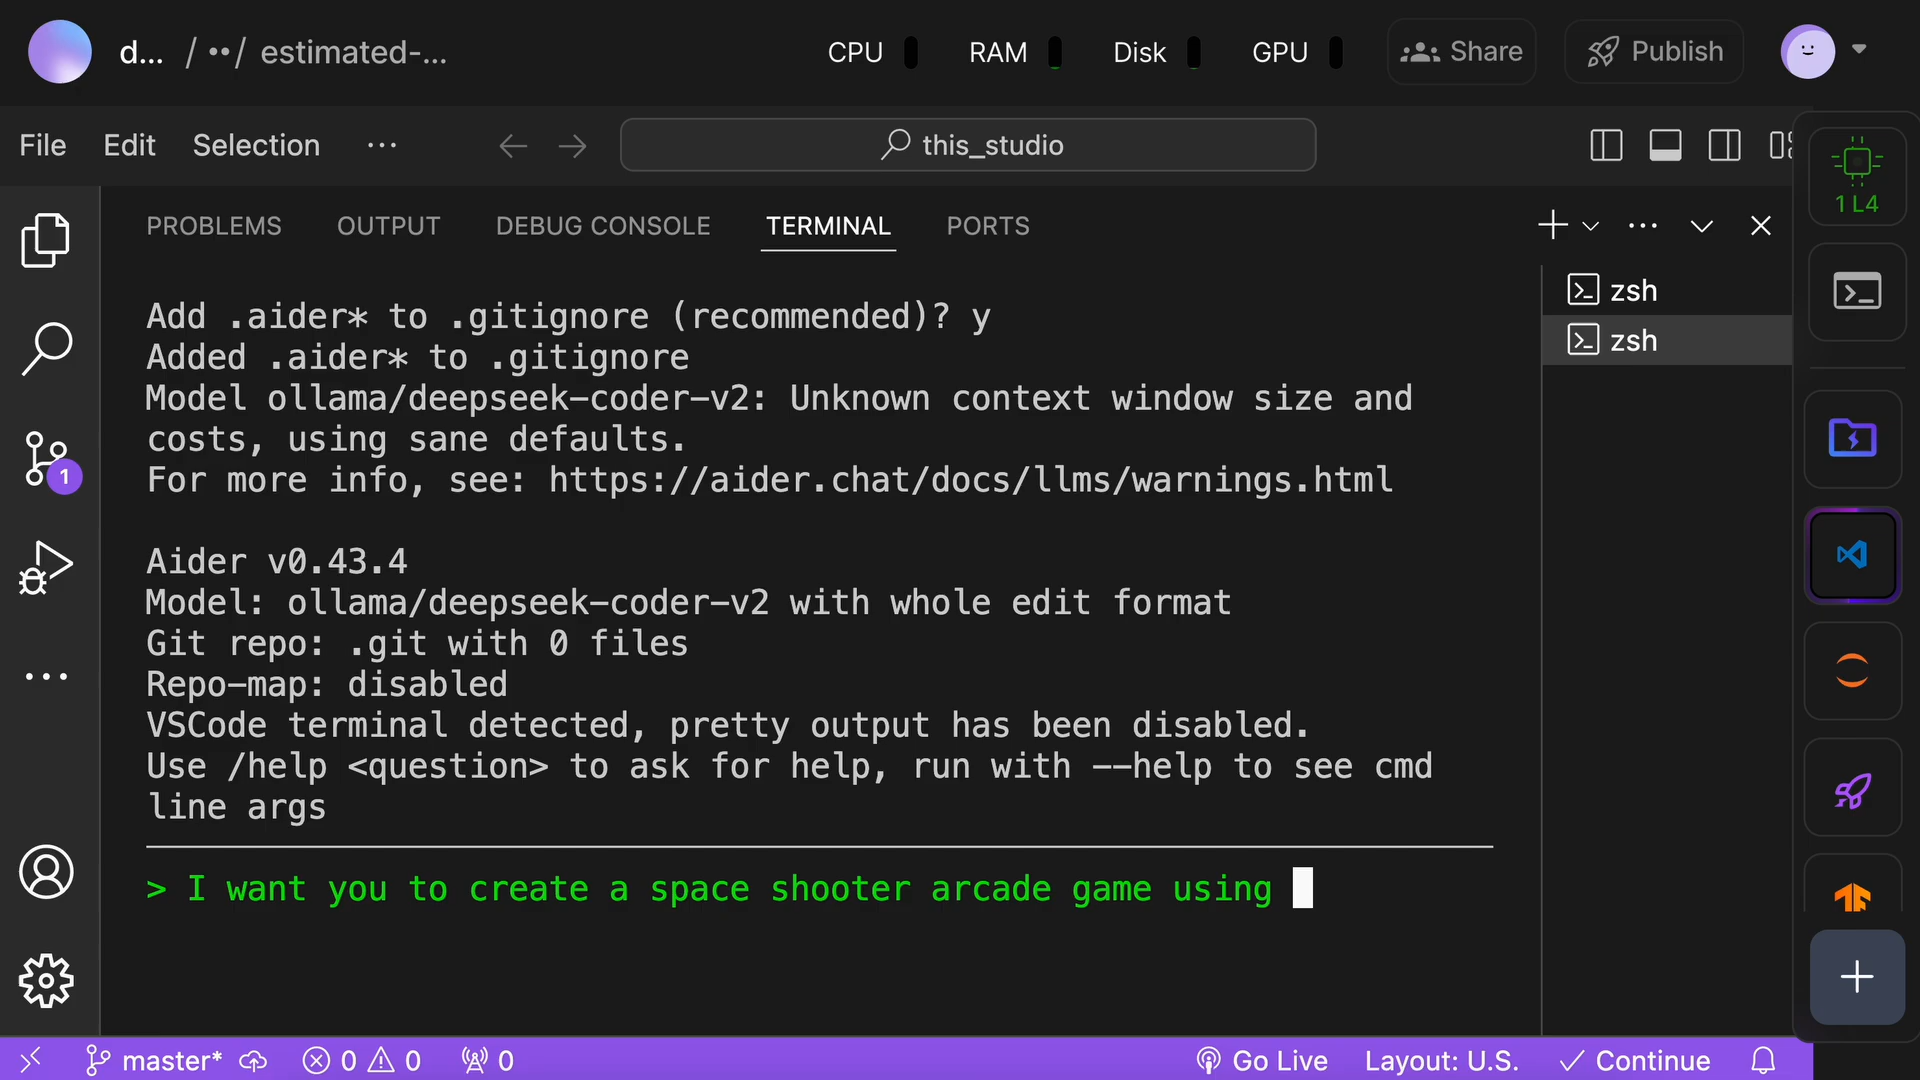 d... / ••/ estimated-...
CPU RAM Disk GPU Share Publish
File Edit Selection ···
this_studio
1 L4
PROBLEMS OUTPUT DEBUG CONSOLE TERMINAL PORTS
zsh
zsh
Add .aider* to .gitignore (recommended)? y
Added .aider* to .gitignore
Model ollama/deepseek-coder-v2: Unknown context window size and
costs, using sane defaults.
For more info, see: https://aider.chat/docs/llms/warnings.html
Aider v0.43.4
Model: ollama/deepseek-coder-v2 with whole edit format
Git repo: .git with 0 files
Repo-map: disabled
VSCode terminal detected, pretty output has been disabled.
Use /help <question> to ask for help, run with --help to see cmd
line args
> I want you to create a space shooter arcade game using
1
master* 0 0 0 Go Live Layout: U.S. Continue